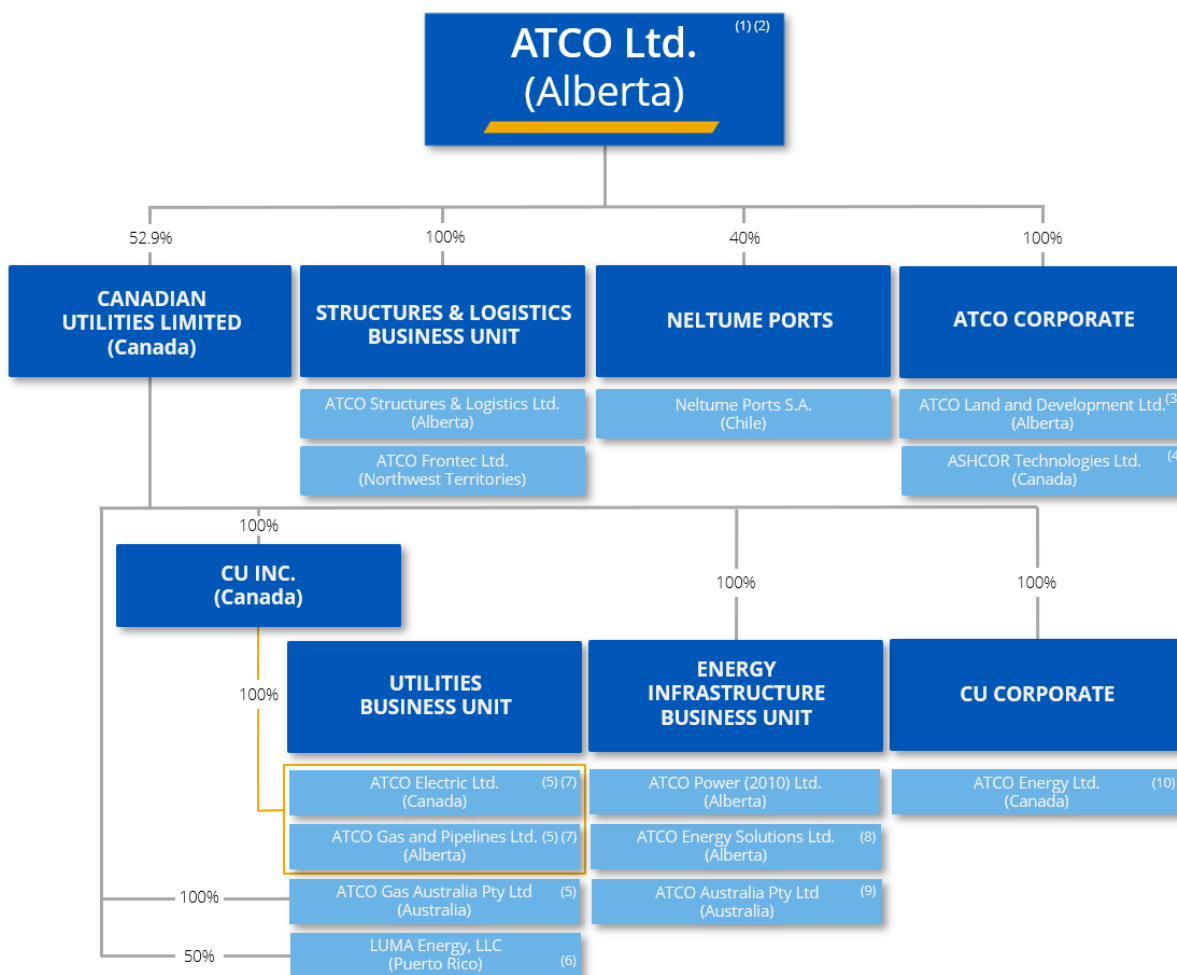 ATCO Ltd. (1) (2)
(Alberta)
52.9%
100%
40%
100%
CANADIAN
UTILITIES LIMITED
(Canada)
STRUCTURES & LOGISTICS
BUSINESS UNIT
NELTUME PORTS
ATCO CORPORATE
ATCO Structures & Logistics Ltd.
(Alberta)
ATCO Frontec Ltd.
(Northwest Territories)
Neltume Ports S.A.
(Chile)
ATCO Land and Development Ltd. (3
(Alberta)
ASHCOR Technologies Ltd. (4
(Canada)
100%
CU INC.
(Canada)
100%
100%
100%
UTILITIES
BUSINESS UNIT
ENERGY
INFRASTRUCTURE
BUSINESS UNIT
CU CORPORATE
ATCO Electric Ltd. (5) (7)
(Canada)
ATCO Gas and Pipelines Ltd. (5) (7)
(Alberta)
100%
ATCO Gas Australia Pty Ltd (5)
(Australia)
50%
LUMA Energy, LLC
(Puerto Rico) (6)
ATCO Power (2010) Ltd.
(Alberta)
ATCO Energy Solutions Ltd. (8)
(Alberta)
ATCO Australia Pty Ltd (9)
(Australia)
ATCO Energy Ltd. (10)
(Canada)